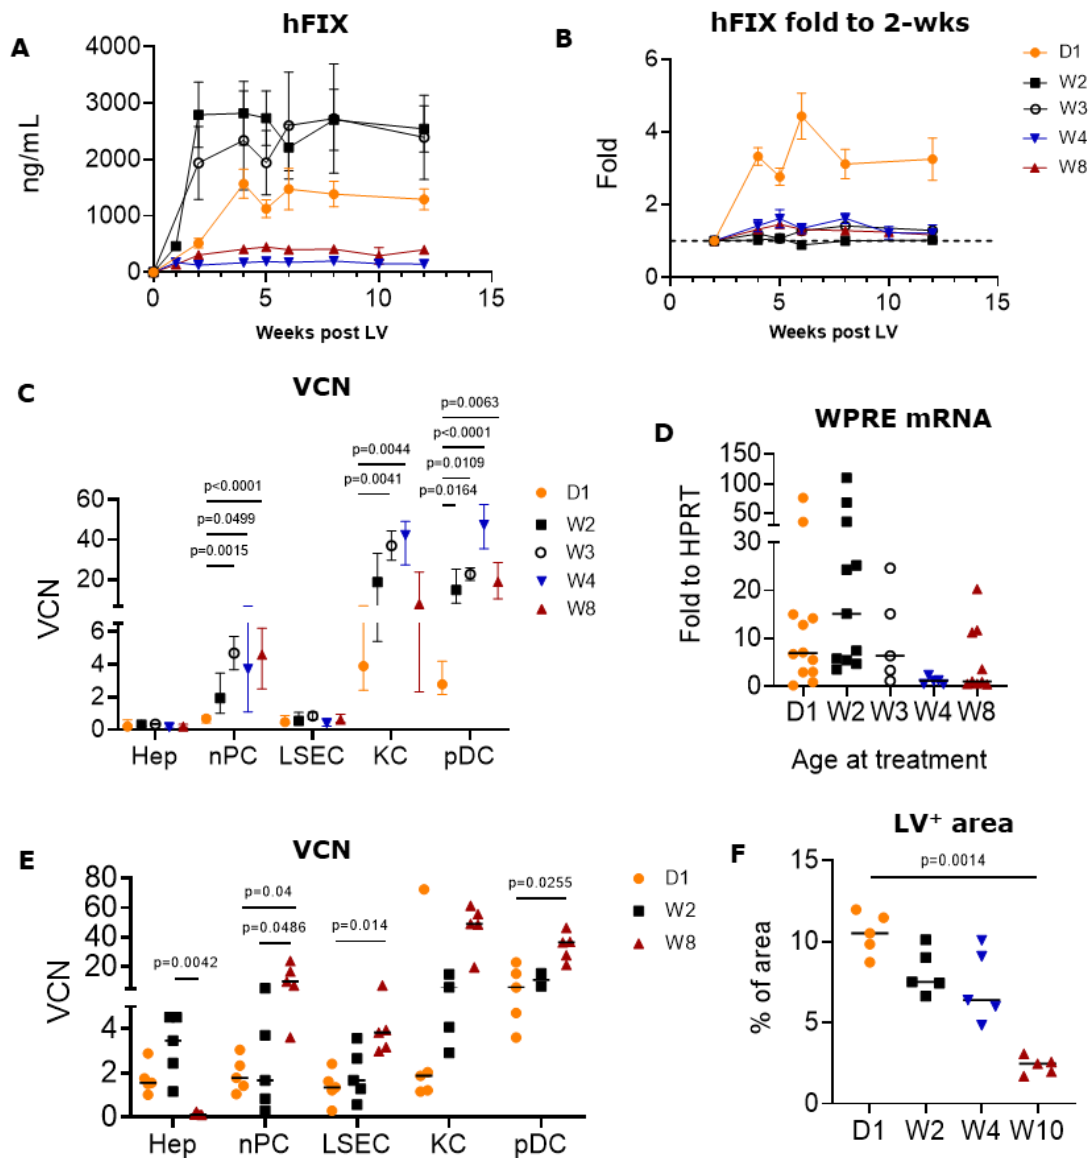 A
hFIX
4000
3000
2000
1000
0
ng/mL
0 5 10 15
Weeks post LV
B
hFIX fold to 2-wks
6
4
2
0
Fold
0 5 10 15
Weeks post LV
D1
W2
W3
W4
W8
C
VCN
p=0.0063
p=0.0044
p<0.0001
p=0.0041
p=0.0109
p<0.0001
p=0.0164
p=0.0499
p=0.0015
60
40
20
6
4
2
0
VCN
Hep nPC LSEC KC pDC
D1
W2
W3
W4
W8
D
WPRE mRNA
150
100
50
20
10
0
Fold to HPRT
D1 W2 W3 W4 W8
Age at treatment
E
VCN
80
60
40
20
4
2
0
VCN
p=0.0042
p=0.04
p=0.0486
p=0.014
p=0.0255
Hep nPC LSEC KC pDC
D1
W2
W8
F
LV⁺ area
p=0.0014
15
10
5
0
% of area
D1 W2 W4 W10